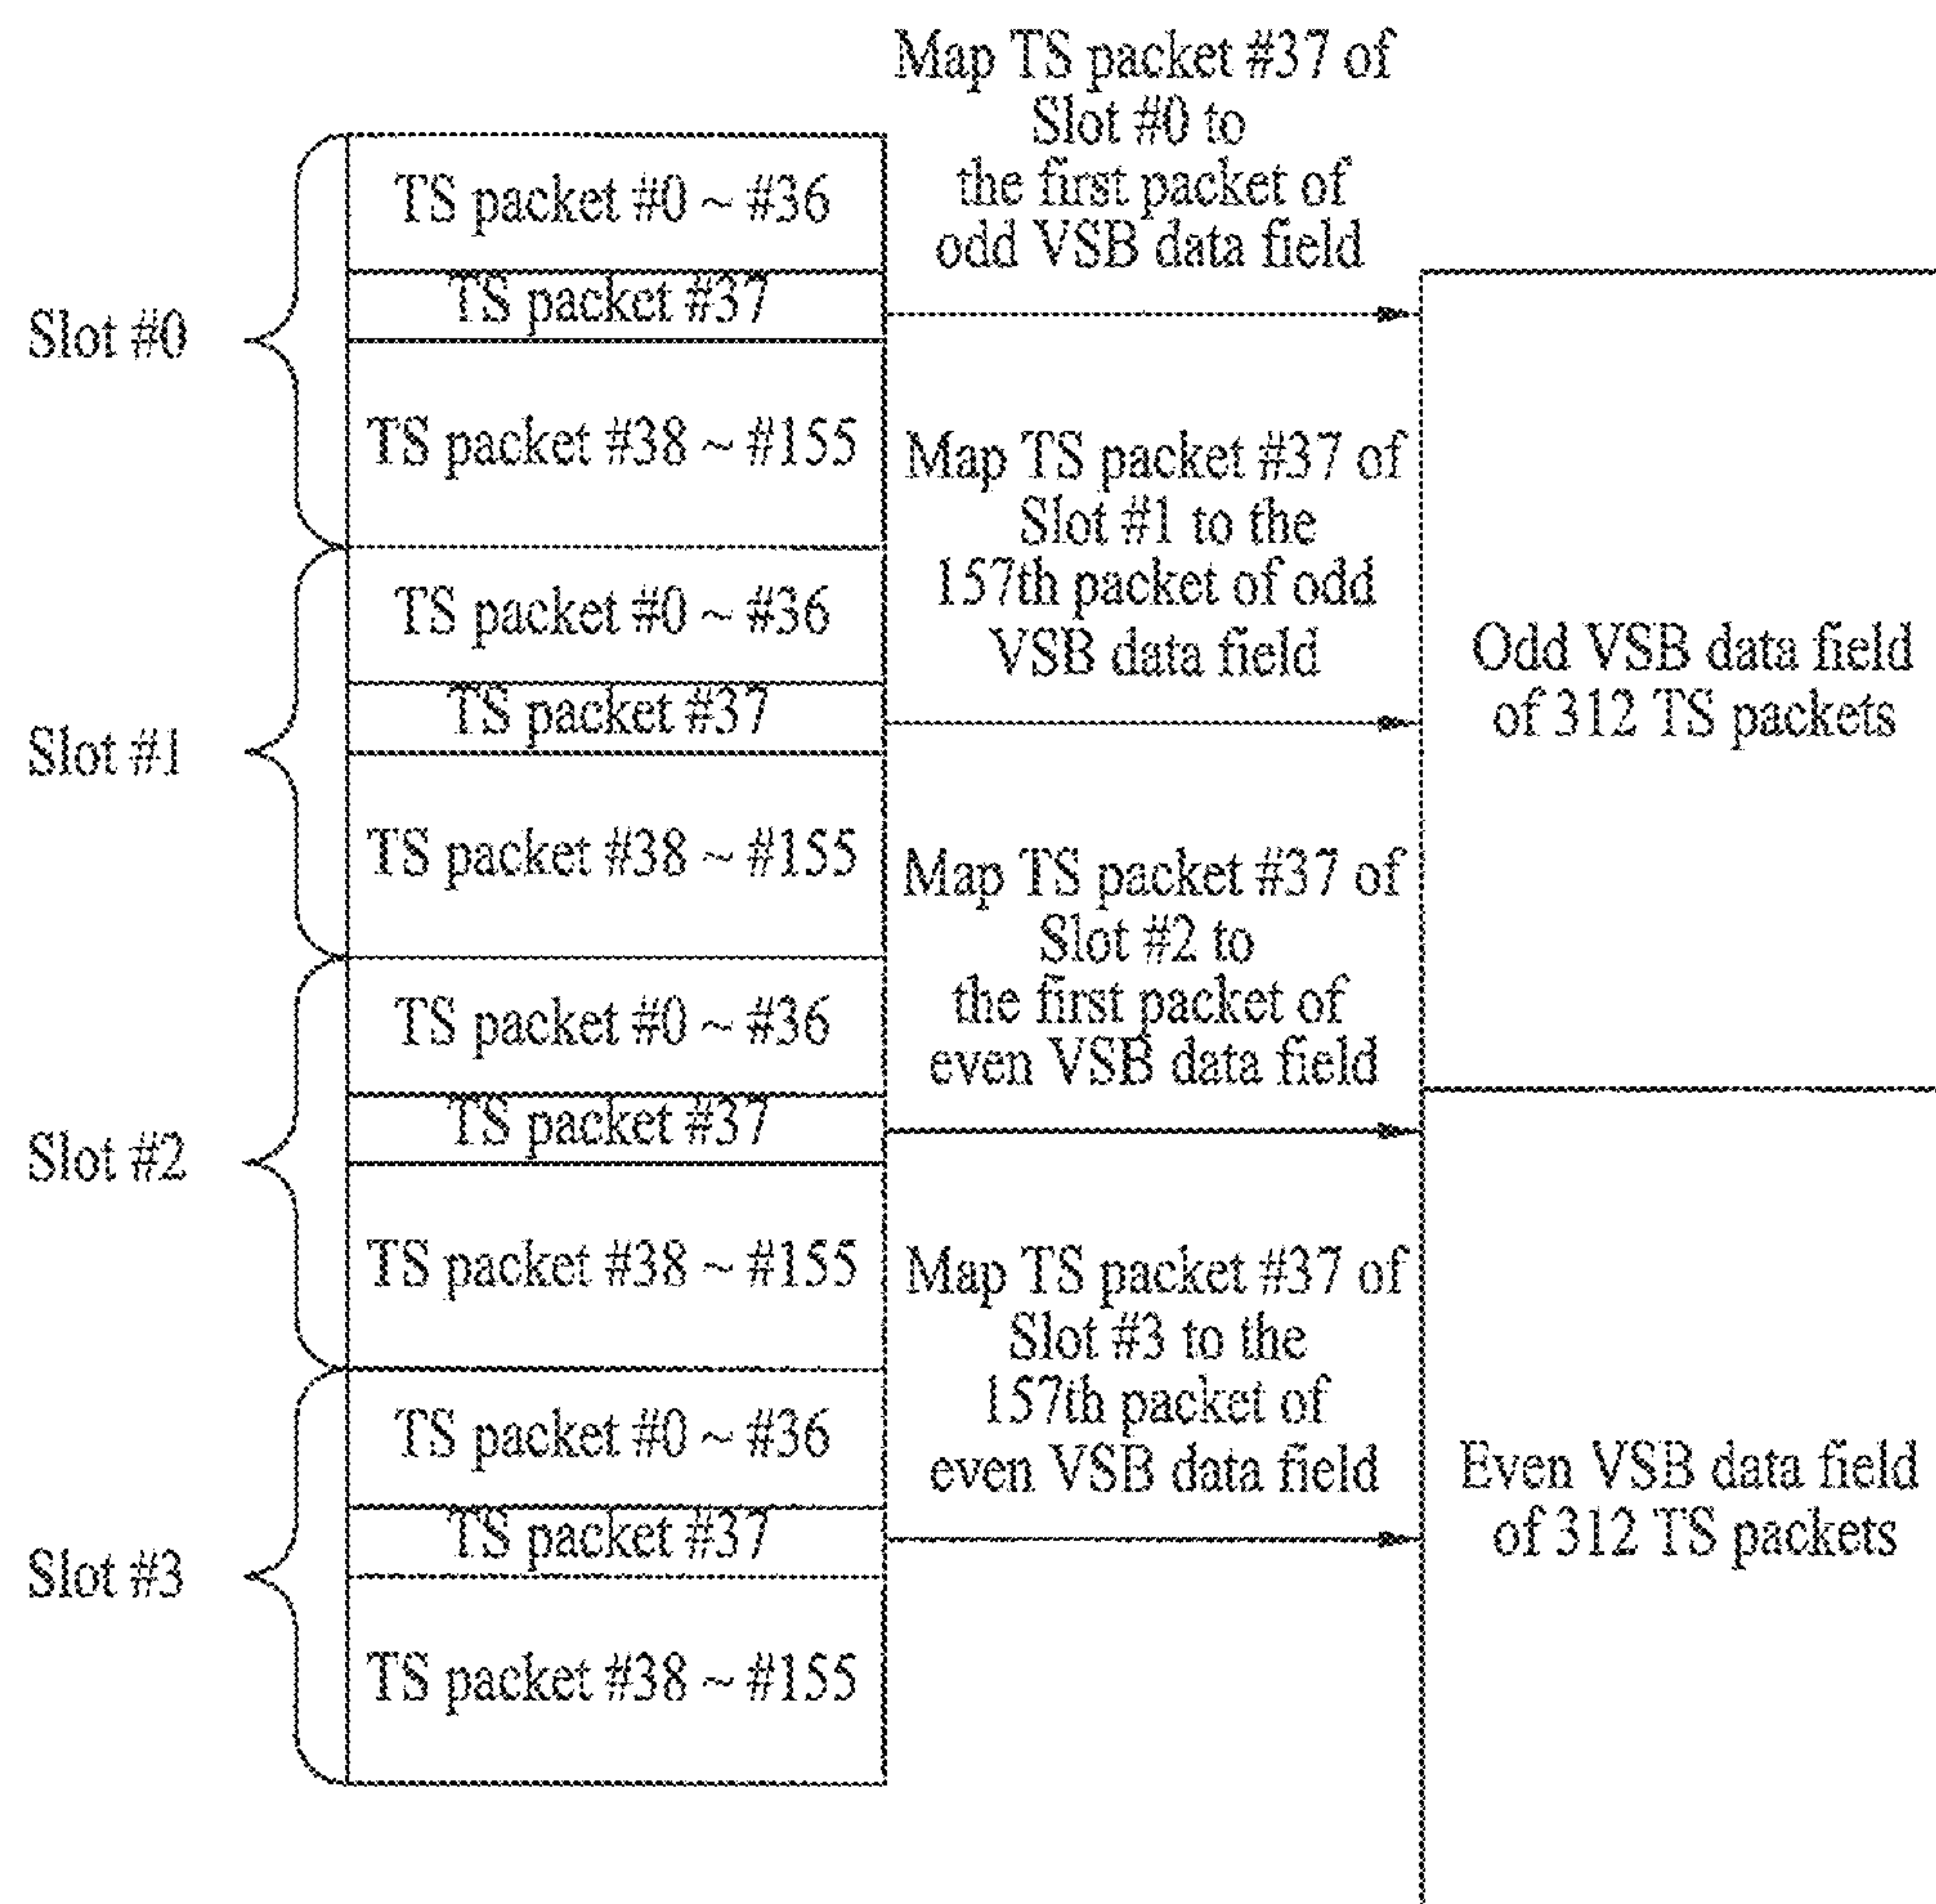 Map TS packet #37 of
Slot #0 to
the first packet of
odd VSB data field
Slot #0
TS packet #0 ~ #36
TS packet #37
TS packet #38 ~ #155
Map TS packet #37 of
Slot #1 to the
157th packet of odd
VSB data field
Slot #1
TS packet #0 ~ #36
TS packet #37
TS packet #38 ~ #155
Odd VSB data field
of 312 TS packets
Map TS packet #37 of
Slot #2 to
the first packet of
even VSB data field
Slot #2
TS packet #0 ~ #36
TS packet #37
TS packet #38 ~ #155
Map TS packet #37 of
Slot #3 to the
157th packet of
even VSB data field
Slot #3
TS packet #0 ~ #36
TS packet #37
TS packet #38 ~ #155
Even VSB data field
of 312 TS packets